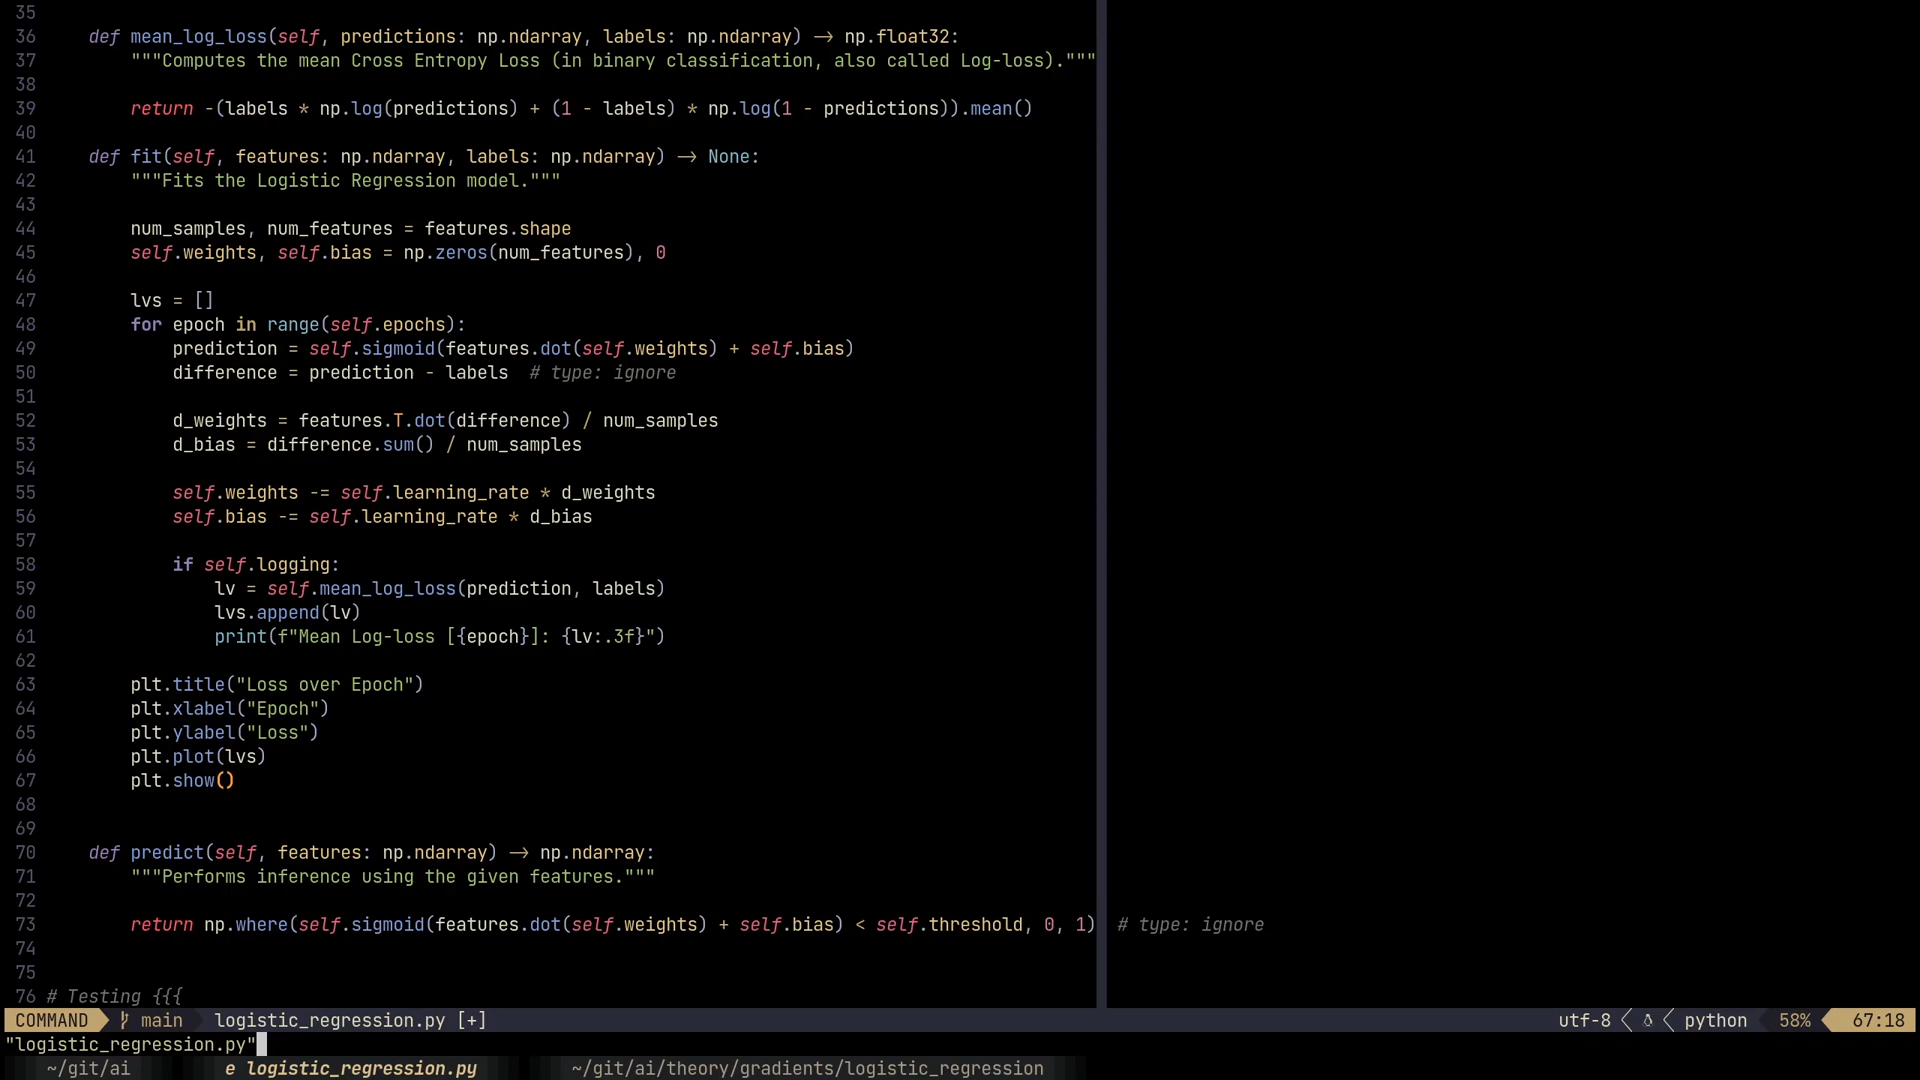 35
36     def mean_log_loss(self, predictions: np.ndarray, labels: np.ndarray) -> np.float32:
37         """Computes the mean Cross Entropy Loss (in binary classification, also called Log-loss)."""
38
39         return -(labels * np.log(predictions) + (1 - labels) * np.log(1 - predictions)).mean()
40
41     def fit(self, features: np.ndarray, labels: np.ndarray) -> None:
42         """Fits the Logistic Regression model."""
43
44         num_samples, num_features = features.shape
45         self.weights, self.bias = np.zeros(num_features), 0
46
47         lvs = []
48         for epoch in range(self.epochs):
49             prediction = self.sigmoid(features.dot(self.weights) + self.bias)
50             difference = prediction - labels  # type: ignore
51
52             d_weights = features.T.dot(difference) / num_samples
53             d_bias = difference.sum() / num_samples
54
55             self.weights -= self.learning_rate * d_weights
56             self.bias -= self.learning_rate * d_bias
57
58             if self.logging:
59                 lv = self.mean_log_loss(prediction, labels)
60                 lvs.append(lv)
61                 print(f"Mean Log-loss [{epoch}]: {lv:.3f}")
62
63         plt.title("Loss over Epoch")
64         plt.xlabel("Epoch")
65         plt.ylabel("Loss")
66         plt.plot(lvs)
67         plt.show()
68
69
70     def predict(self, features: np.ndarray) -> np.ndarray:
71         """Performs inference using the given features."""
72
73         return np.where(self.sigmoid(features.dot(self.weights) + self.bias) < self.threshold, 0, 1)  # type: ignore
74
75
76 # Testing {{{
COMMAND main logistic_regression.py [+] utf-8 python 58% 67:18
"logistic_regression.py"
~/git/ai e logistic_regression.py ~/git/ai/theory/gradients/logistic_regression